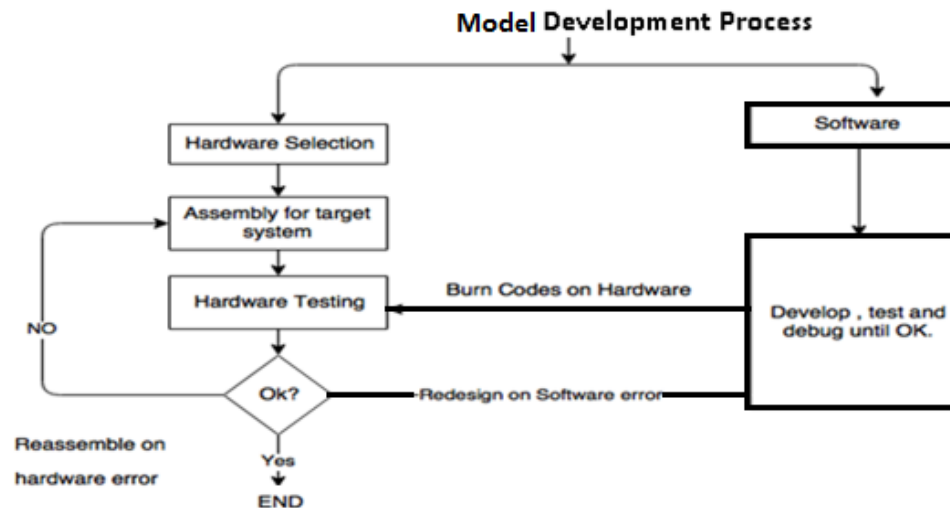 Model Development Process
Hardware Selection
Software
Assembly for target
system
Hardware Testing
Burn Codes on Hardware
Develop , test and
debug until OK.
NO
Ok?
Redesign on Software error
Reassemble on
hardware error
Yes
END